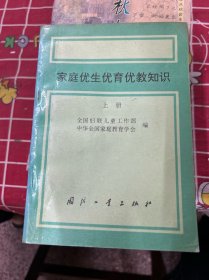 家庭优生优育优教知识
上册
全国妇联儿童工作部
中华全国家庭教育学会
编
国防工业出版社